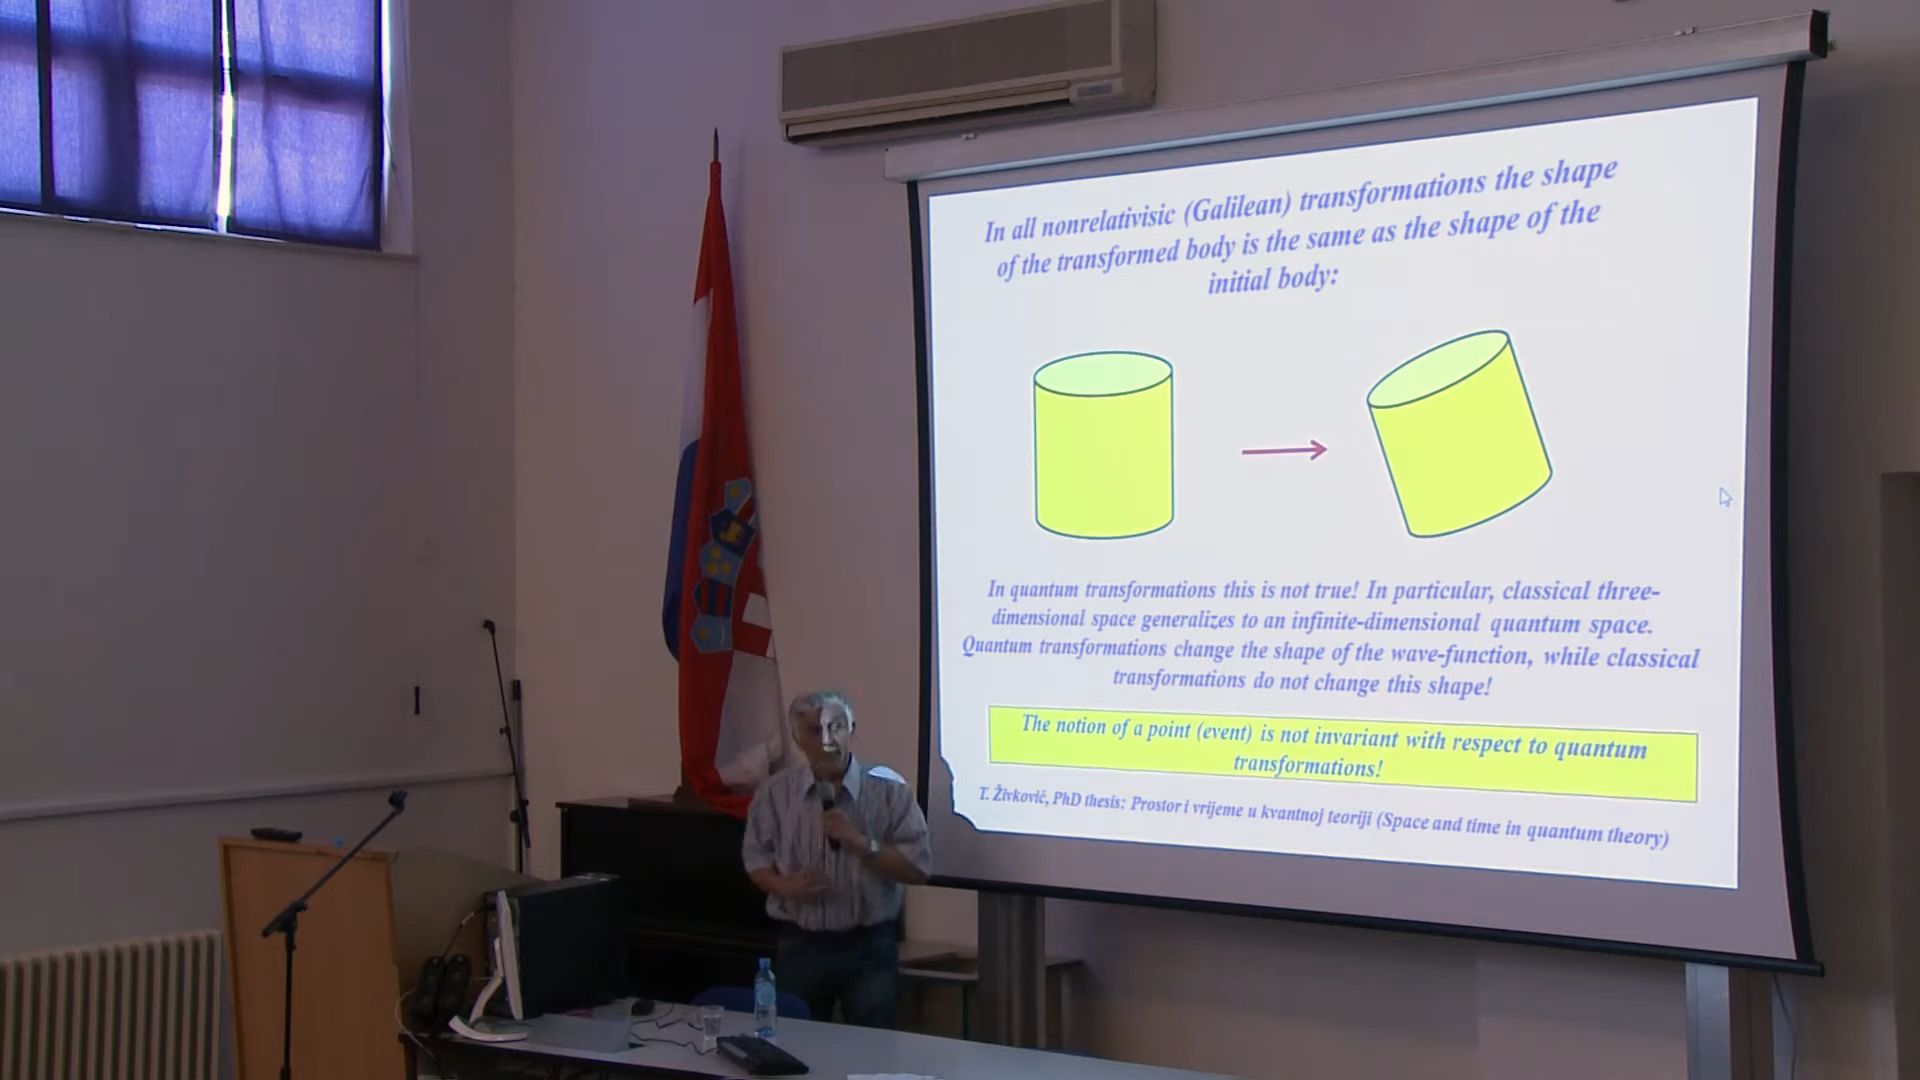 In all nonrelativisic (Galilean) transformations the shape
of the transformed body is the same as the shape of the
initial body:
In quantum transformations this is not true! In particular, classical three-
dimensional space generalizes to an infinite-dimensional quantum space.
Quantum transformations change the shape of the wave-function, while classical
transformations do not change this shape!
The notion of a point (event) is not invariant with respect to quantum
transformations!
T. Živković, PhD thesis: Prostor i vrijeme u kvantnoj teoriji (Space and time in quantum theory)